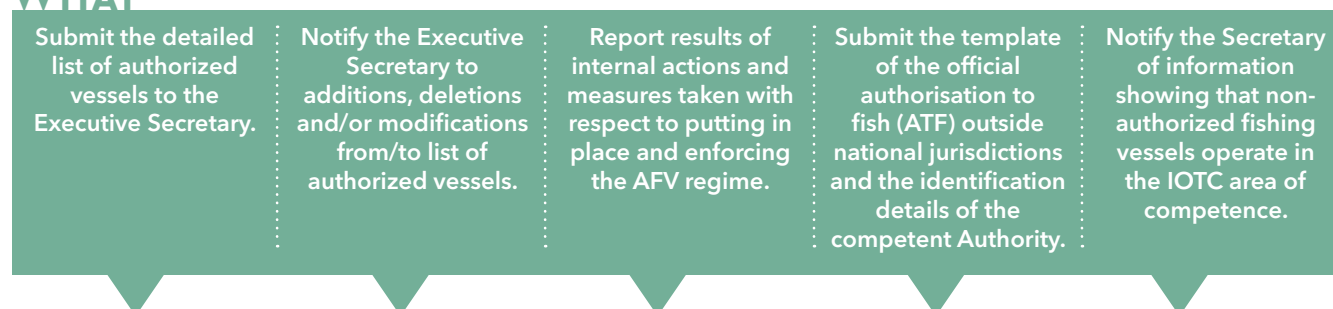 WHAT
Submit the detailed
list of authorized
vessels to the
Executive Secretary.
Notify the Executive
Secretary to
additions, deletions
and/or modifications
from/to list of
authorized vessels.
Report results of
internal actions and
measures taken with
respect to putting in
place and enforcing
the AFV regime.
Submit the template
of the official
authorisation to
fish (ATF) outside
national jurisdictions
and the identification
details of the
competent Authority.
Notify the Secretary
of information
showing that non-
authorized fishing
vessels operate in
the IOTC area of
competence.